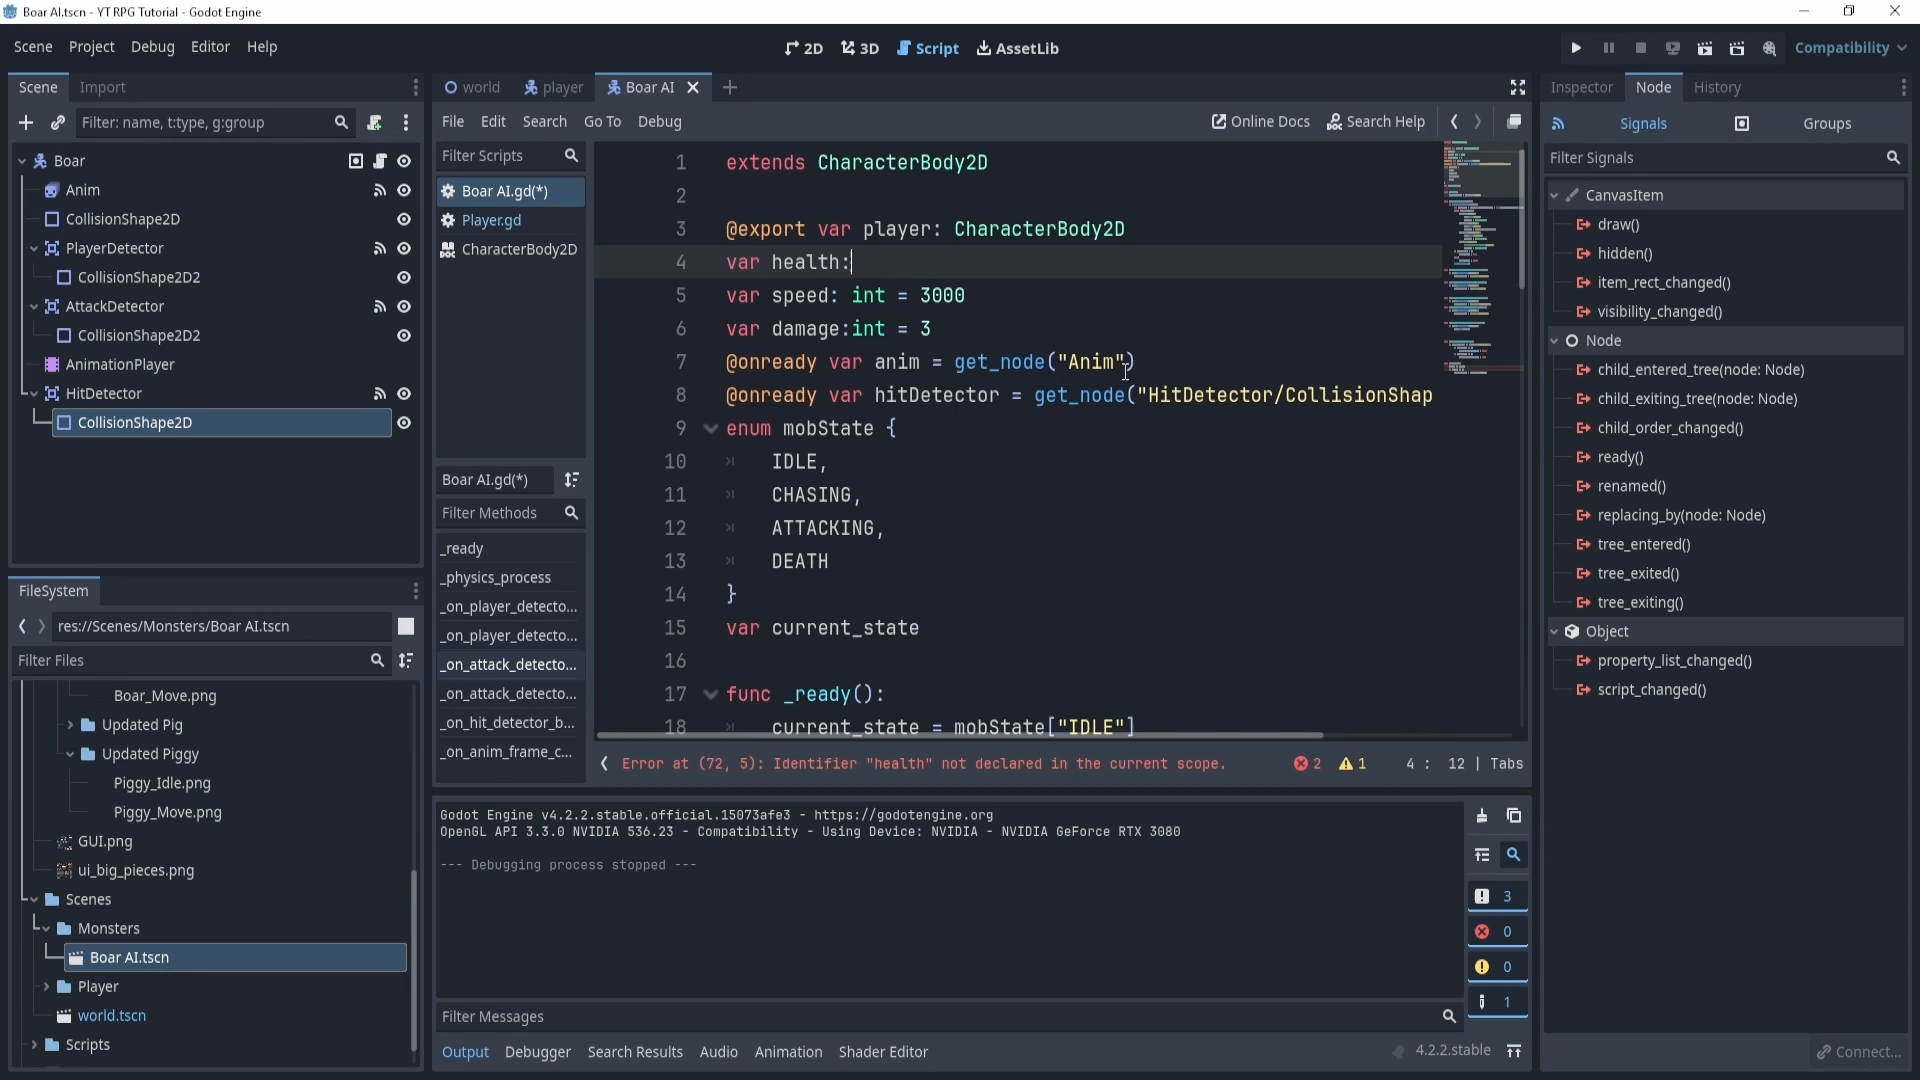 Boar AI.tscn - YT RPG Tutorial - Godot Engine
Scene Project Debug Editor Help
2D 3D Script AssetLib
Compatibility
Scene Import
Filter: name, t:type, g:group
Boar
Anim
CollisionShape2D
PlayerDetector
CollisionShape2D2
AttackDetector
CollisionShape2D2
AnimationPlayer
HitDetector
CollisionShape2D
FileSystem
res://Scenes/Monsters/Boar AI.tscn
Filter Files
Boar_Move.png
Updated Pig
Updated Piggy
Piggy_Idle.png
Piggy_Move.png
GUI.png
ui_big_pieces.png
Scenes
Monsters
Boar AI.tscn
Player
world.tscn
Scripts
world player Boar AI
File Edit Search Go To Debug
Online Docs Search Help
Filter Scripts
Boar AI.gd(*)
Player.gd
CharacterBody2D
Boar AI.gd(*)
Filter Methods
_ready
_physics_process
_on_player_detecto...
_on_player_detecto...
_on_attack_detecto...
_on_attack_detecto...
_on_hit_detector_b...
_on_anim_frame_c...
1 extends CharacterBody2D
2
3 @export var player: CharacterBody2D
4 var health:
5 var speed: int = 3000
6 var damage:int = 3
7 @onready var anim = get_node("Anim")
8 @onready var hitDetector = get_node("HitDetector/CollisionShap
9 enum mobState {
10 IDLE,
11 CHASING,
12 ATTACKING,
13 DEATH
14 }
15 var current_state
16
17 func _ready():
18 current_state = mobState["IDLE"]
Error at (72, 5): Identifier "health" not declared in the current scope.
2 1 4 : 12 | Tabs
Godot Engine v4.2.2.stable.official.15073afe3 - https://godotengine.org
OpenGL API 3.3.0 NVIDIA 536.23 - Compatibility - Using Device: NVIDIA - NVIDIA GeForce RTX 3080
--- Debugging process stopped ---
3
0
0
1
Filter Messages
Output Debugger Search Results Audio Animation Shader Editor
4.2.2.stable
Inspector Node History
Signals Groups
Filter Signals
CanvasItem
draw()
hidden()
item_rect_changed()
visibility_changed()
Node
child_entered_tree(node: Node)
child_exiting_tree(node: Node)
child_order_changed()
ready()
renamed()
replacing_by(node: Node)
tree_entered()
tree_exited()
tree_exiting()
Object
property_list_changed()
script_changed()
Connect...